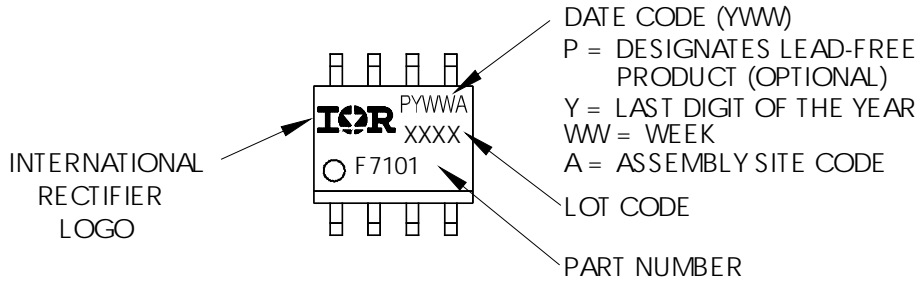 DATE CODE (YWW)
P = DESIGNATES LEAD-FREE
PRODUCT (OPTIONAL)
Y = LAST DIGIT OF THE YEAR
WW = WEEK
A = ASSEMBLY SITE CODE
LOT CODE
PART NUMBER
INTERNATIONAL
RECTIFIER
LOGO
IOR
PYWWA
XXXX
F7101